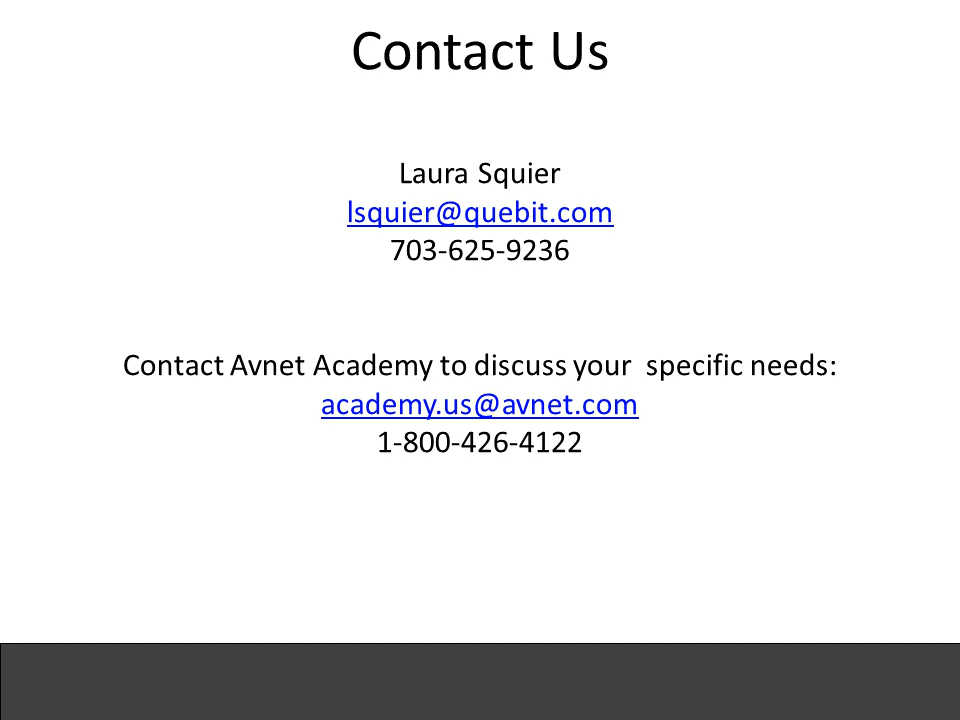 Contact Us
Laura Squier
lsquier@quebit.com
703-625-9236
Contact Avnet Academy to discuss your  specific needs:
academy.us@avnet.com
1-800-426-4122